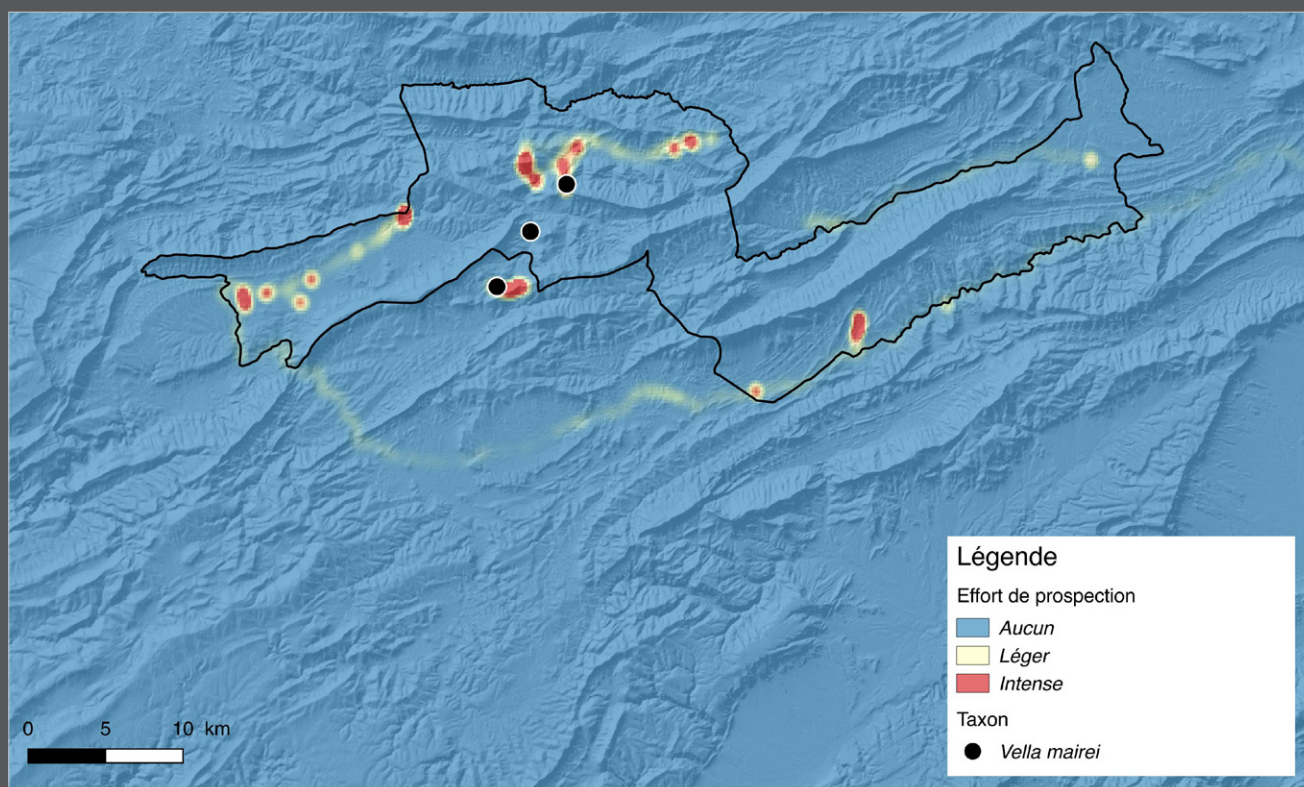 Légende
Effort de prospection
Aucun
Léger
Intense
Taxon
Vella mairei
0 5 10 km